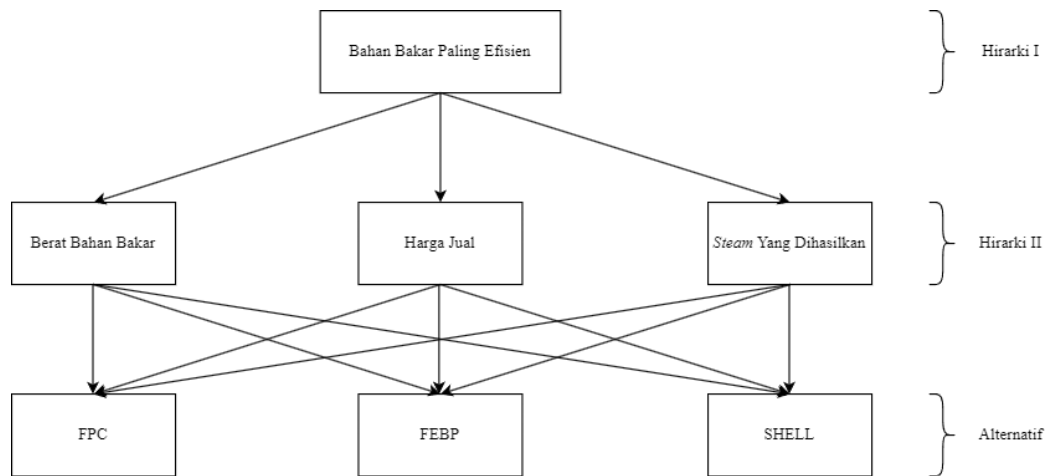 Bahan Bakar Paling Efisien
Hirarki I
Berat Bahan Bakar
Harga Jual
Steam Yang Dihasilkan
Hirarki II
FPC
FEBP
SHELL
Alternatif